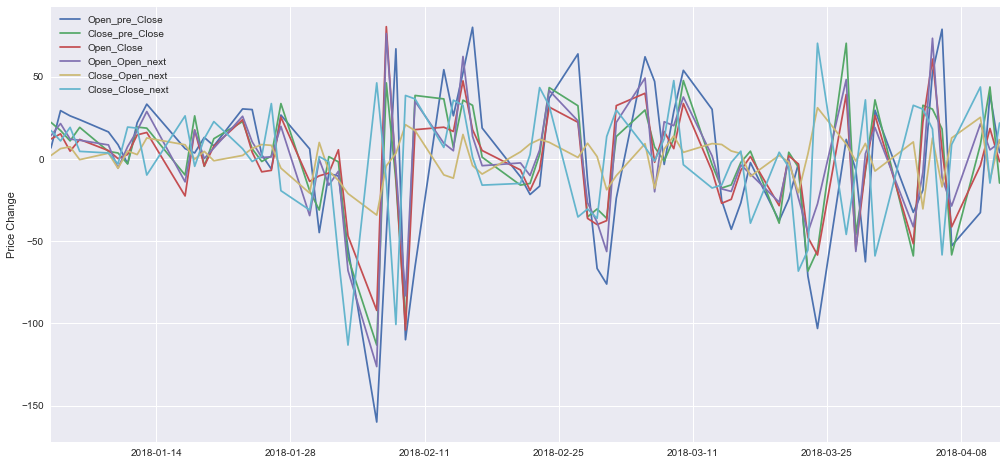 Open_pre_Close
Close_pre_Close
Open_Close
Open_Open_next
Close_Open_next
Close_Close_next
50
0
−50
−100
−150
Price Change
2018-01-14
2018-01-28
2018-02-11
2018-02-25
2018-03-11
2018-03-25
2018-04-08